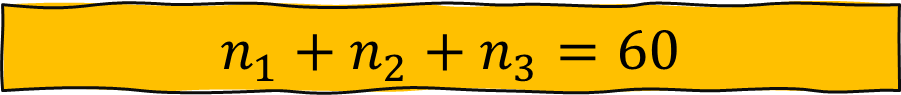 n₁ + n₂ + n₃ = 60